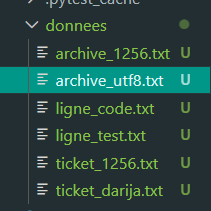 .pytest_cache
donnees
archive_1256.txt U
archive_utf8.txt U
ligne_code.txt U
ligne_test.txt U
ticket_1256.txt U
ticket_darija.txt U